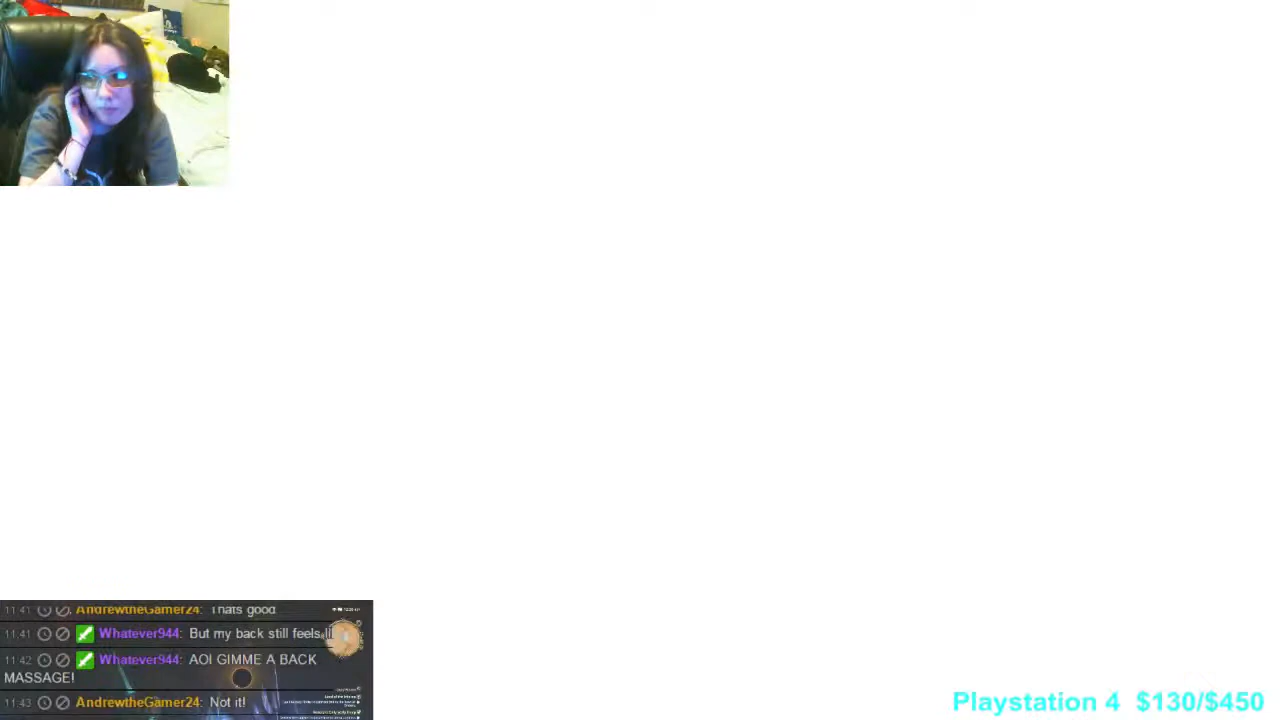 11:41 AndrewtheGamer24: Thats good
11:41 Whatever944: But my back still feels
11:42 Whatever944: AOI GIMME A BACK
MASSAGE!
11:43 AndrewtheGamer24: Not it!
Playstation 4 $130/$450